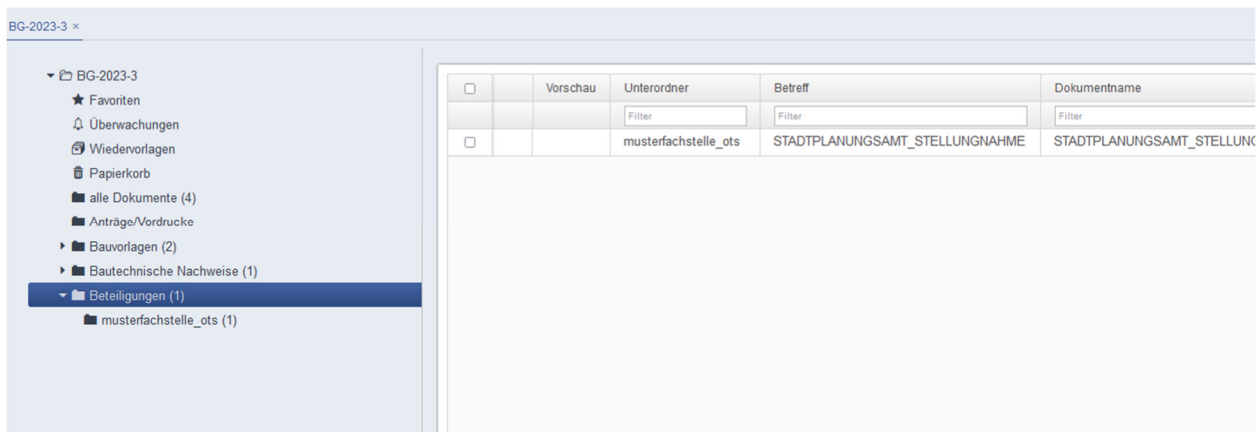 BG-2023-3 ×
BG-2023-3
Favoriten
Überwachungen
Wiedervorlagen
Papierkorb
alle Dokumente (4)
Anträge/Vordrucke
Bauvorlagen (2)
Bautechnische Nachweise (1)
Beteiligungen (1)
musterfachstelle_ots (1)
Vorschau Unterordner Betreff Dokumentname
Filter Filter Filter
musterfachstelle_ots STADTPLANUNGSAMT_STELLUNGNAHME STADTPLANUNGSAMT_STELLUNG